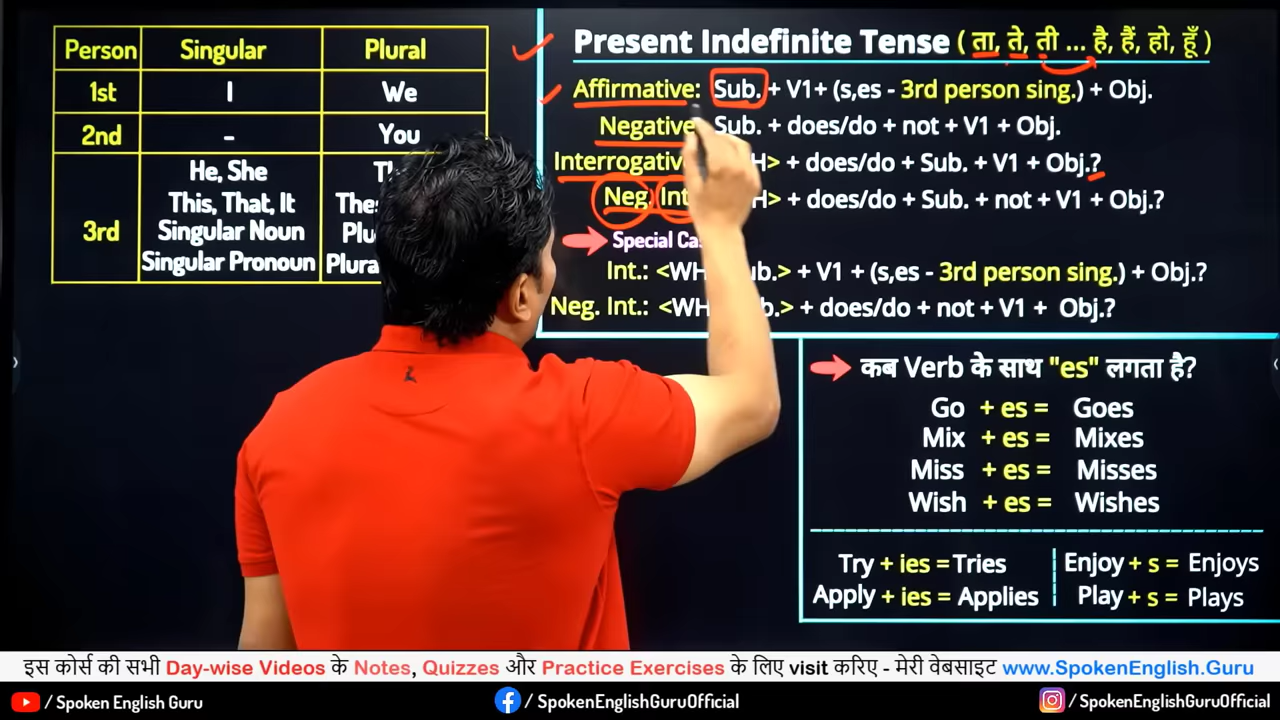 Person Singular Plural
1st I We
2nd - You
3rd
He, She
This, That, It
Singular Noun
Singular Pronoun
Present Indefinite Tense ( ता, ते, ती ... है, हैं, हो, हूँ )
Affirmative: Sub. + V1+ (s,es - 3rd person sing.) + Obj.
Negative Sub. + does/do + not + V1 + Obj.
+ does/do + Sub. + V1 + Obj.?
Neg. Int > + does/do + Sub. + not + V1 + Obj.?
Special
Int.: + V1 + (s,es - 3rd person sing.) + Obj.?
Neg. Int.: + does/do + not + V1 + Obj.?
कब Verb के साथ "es" लगता है?
Go + es = Goes
Mix + es = Mixes
Miss + es = Misses
Wish + es = Wishes
Try + ies = Tries
Apply + ies = Applies
Enjoy + s = Enjoys
Play + s = Plays
इस कोर्स की सभी Day-wise Videos के Notes, Quizzes और Practice Exercises के लिए visit करिए - मेरी वेबसाइट www.SpokenEnglish.Guru
/ Spoken English Guru / SpokenEnglishGuruOfficial /SpokenEnglishGuruOfficial